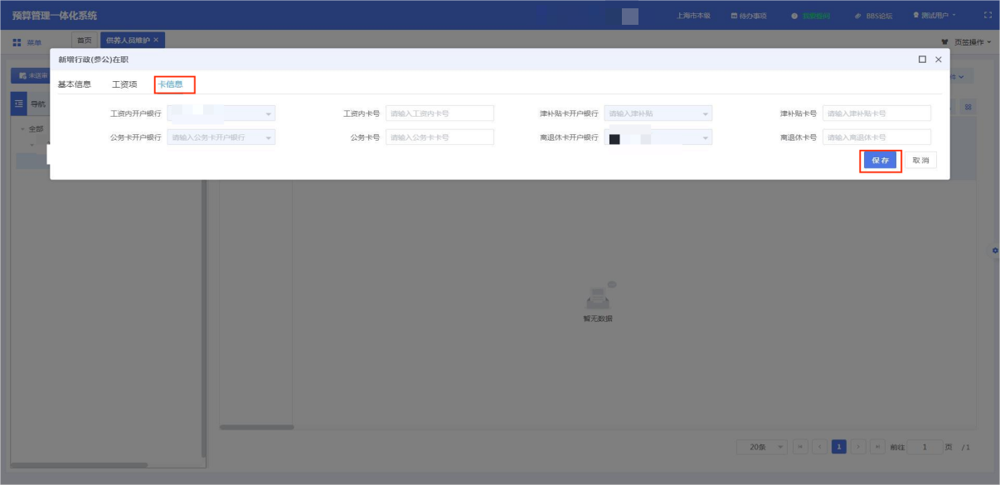 预算管理一体化系统
上海市本级 待办事项 我要提问 BBS论坛 测试用户
菜单 首页 供养人员维护 × 页签操作
新增行政(参公)在职
未送审
基本信息 工资项 卡信息
导航
工资内开户银行 工资内卡号 请输入工资内卡号 津补贴卡开户银行 请输入津补贴 津补贴卡号 请输入津补贴卡号
全部
公务卡开户银行 请输入公务卡开户银行 公务卡号 请输入公务卡卡号 离退休卡开户银行 离退休卡号 请输入离退休卡号
保存 取消
暂无数据
20条 1 前往 1 页 /1